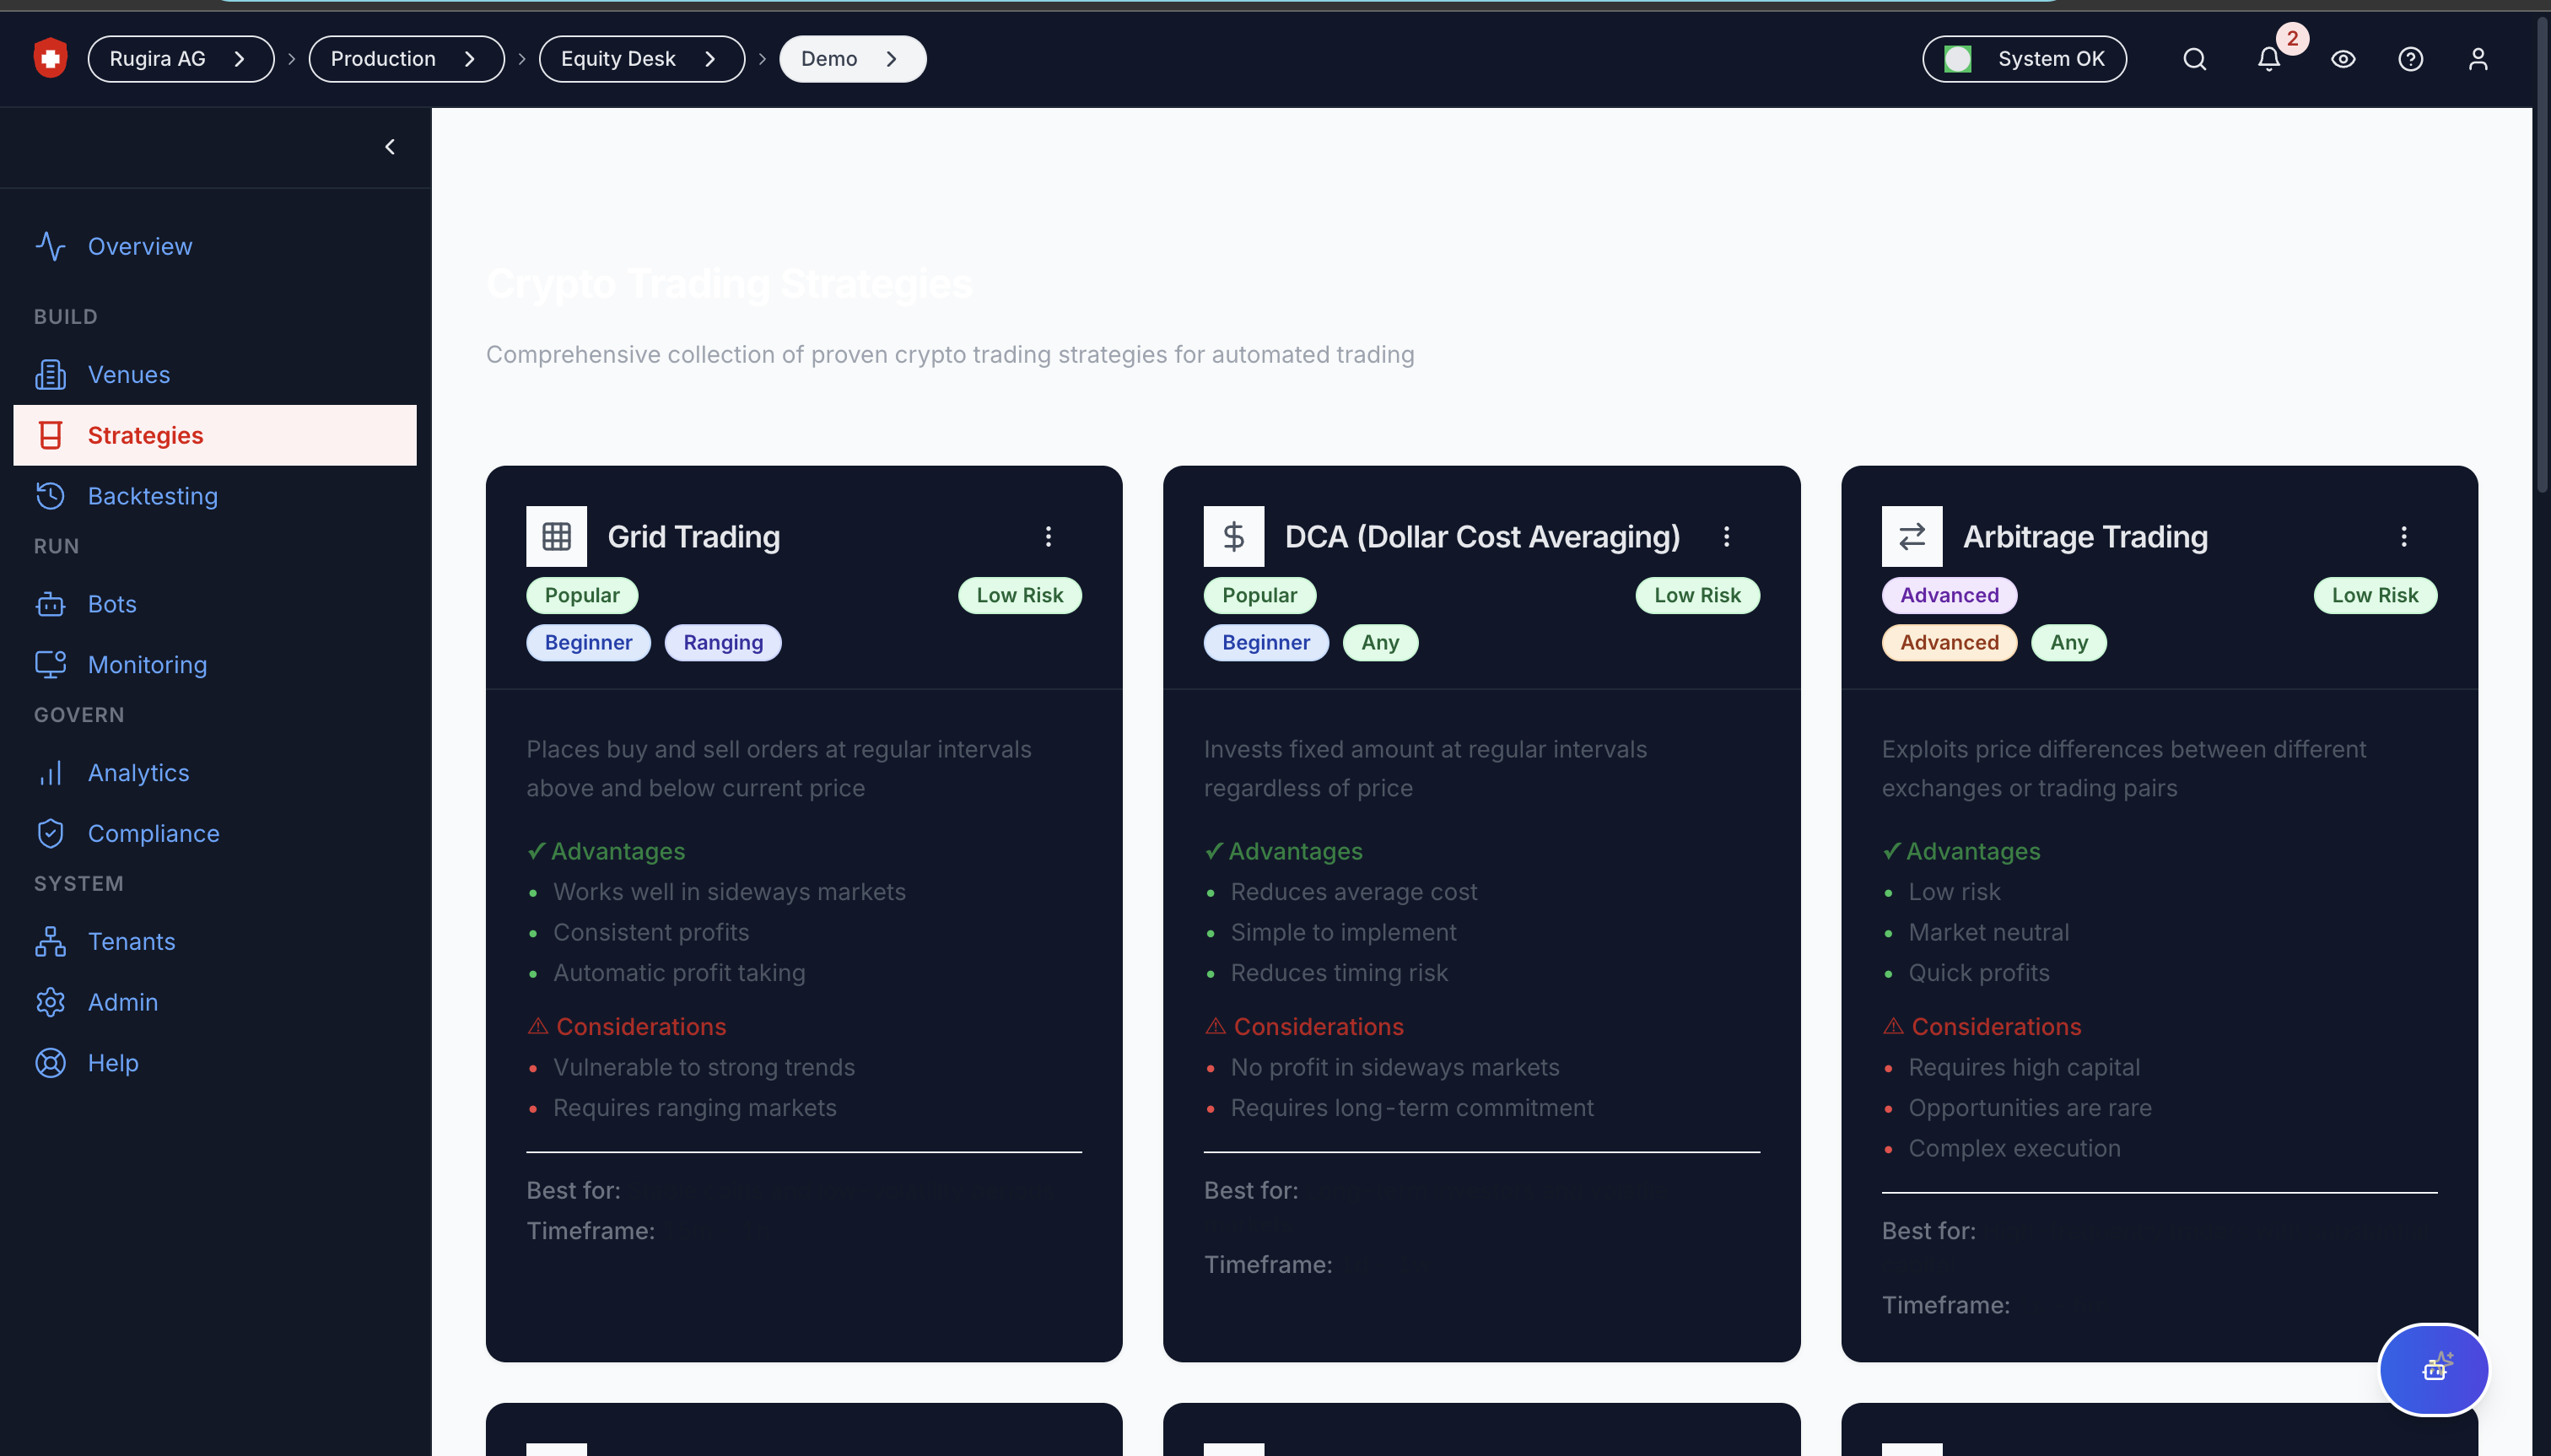 Rugira AG
Production
Equity Desk
Demo
System OK
2
Overview
BUILD
Venues
Strategies
Backtesting
RUN
Bots
Monitoring
GOVERN
Analytics
Compliance
SYSTEM
Tenants
Admin
Help
Crypto Trading Strategies
Comprehensive collection of proven crypto trading strategies for automated trading
Grid Trading
Popular
Low Risk
Beginner
Ranging
Places buy and sell orders at regular intervals
above and below current price
✓ Advantages
• Works well in sideways markets
• Consistent profits
• Automatic profit taking
⚠ Considerations
• Vulnerable to strong trends
• Requires ranging markets
Best for:
Timeframe:
DCA (Dollar Cost Averaging)
Popular
Low Risk
Beginner
Any
Invests fixed amount at regular intervals
regardless of price
✓ Advantages
• Reduces average cost
• Simple to implement
• Reduces timing risk
⚠ Considerations
• No profit in sideways markets
• Requires long-term commitment
Best for:
Timeframe:
Arbitrage Trading
Advanced
Low Risk
Advanced
Any
Exploits price differences between different
exchanges or trading pairs
✓ Advantages
• Low risk
• Market neutral
• Quick profits
⚠ Considerations
• Requires high capital
• Opportunities are rare
• Complex execution
Best for:
Timeframe: